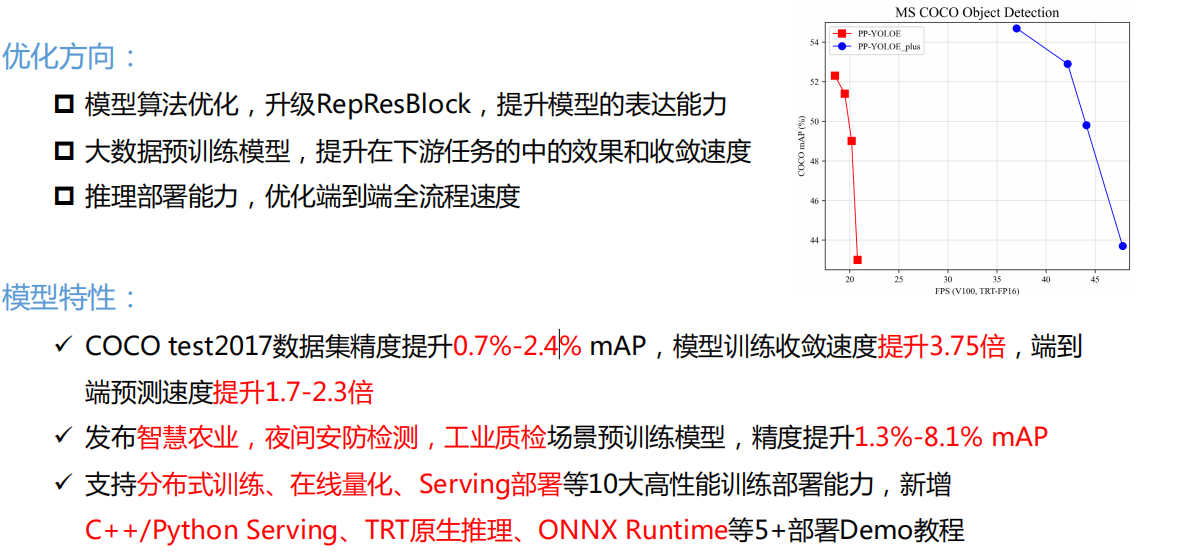 优化方向：
模型算法优化，升级RepResBlock，提升模型的表达能力
大数据预训练模型，提升在下游任务的中的效果和收敛速度
推理部署能力，优化端到端全流程速度
MS COCO Object Detection
PP-YOLOE
PP-YOLOE_plus
COCO mAP (%)
54
52
50
48
46
44
20 25 30 35 40 45
FPS (V100, TRT-FP16)
模型特性：
COCO test2017数据集精度提升0.7%-2.4% mAP，模型训练收敛速度提升3.75倍，端到
端预测速度提升1.7-2.3倍
发布智慧农业，夜间安防检测，工业质检场景预训练模型，精度提升1.3%-8.1% mAP
支持分布式训练、在线量化、Serving部署等10大高性能训练部署能力，新增
C++/Python Serving、TRT原生推理、ONNX Runtime等5+部署Demo教程